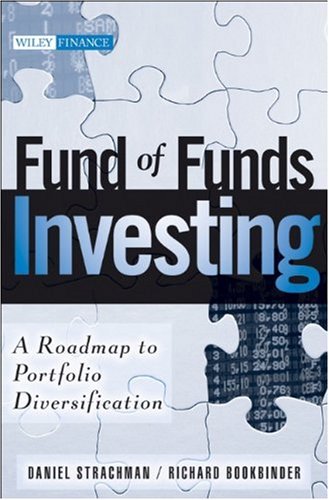 WILEY FINANCE
Fund of Funds
Investing
A Roadmap to
Portfolio
Diversification
DANIEL STRACHMAN / RICHARD BOOKBINDER